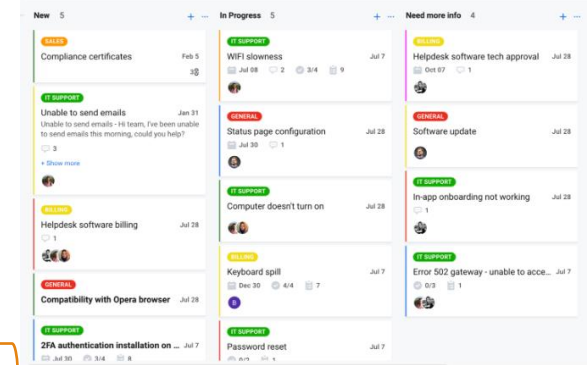 New 5
SALES
Compliance certificates Feb 5
3
IT SUPPORT
Unable to send emails Jan 31
Unable to send emails - Hi team, I've been unable
to send emails this morning, could you help?
3
+ Show more
BILLING
Helpdesk software billing Jul 28
1
GENERAL
Compatibility with Opera browser Jul 28
IT SUPPORT
2FA authentication installation on ... Jul 7
Jul 30 3/4 8
In Progress 5
IT SUPPORT
WIFI slowness Jul 7
Jul 08 2 3/4 9
GENERAL
Status page configuration Jul 28
Jul 30 1
IT SUPPORT
Computer doesn't turn on Jul 28
BILLING
Keyboard spill Jul 7
Dec 30 4/4 7
B
IT SUPPORT
Password reset Jul 7
0/2 1
Need more info 4
BILLING
Helpdesk software tech approval Jul 28
Oct 07 1
GENERAL
Software update Jul 28
IT SUPPORT
In-app onboarding not working Jul 28
1
IT SUPPORT
Error 502 gateway - unable to acce... Jul 7
0/3 1